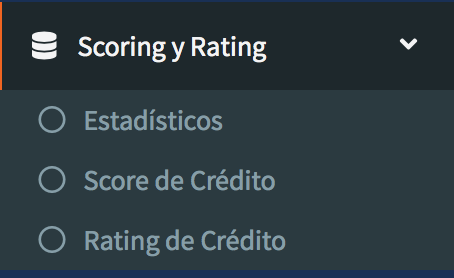 Scoring y Rating
Estadísticos
Score de Crédito
Rating de Crédito